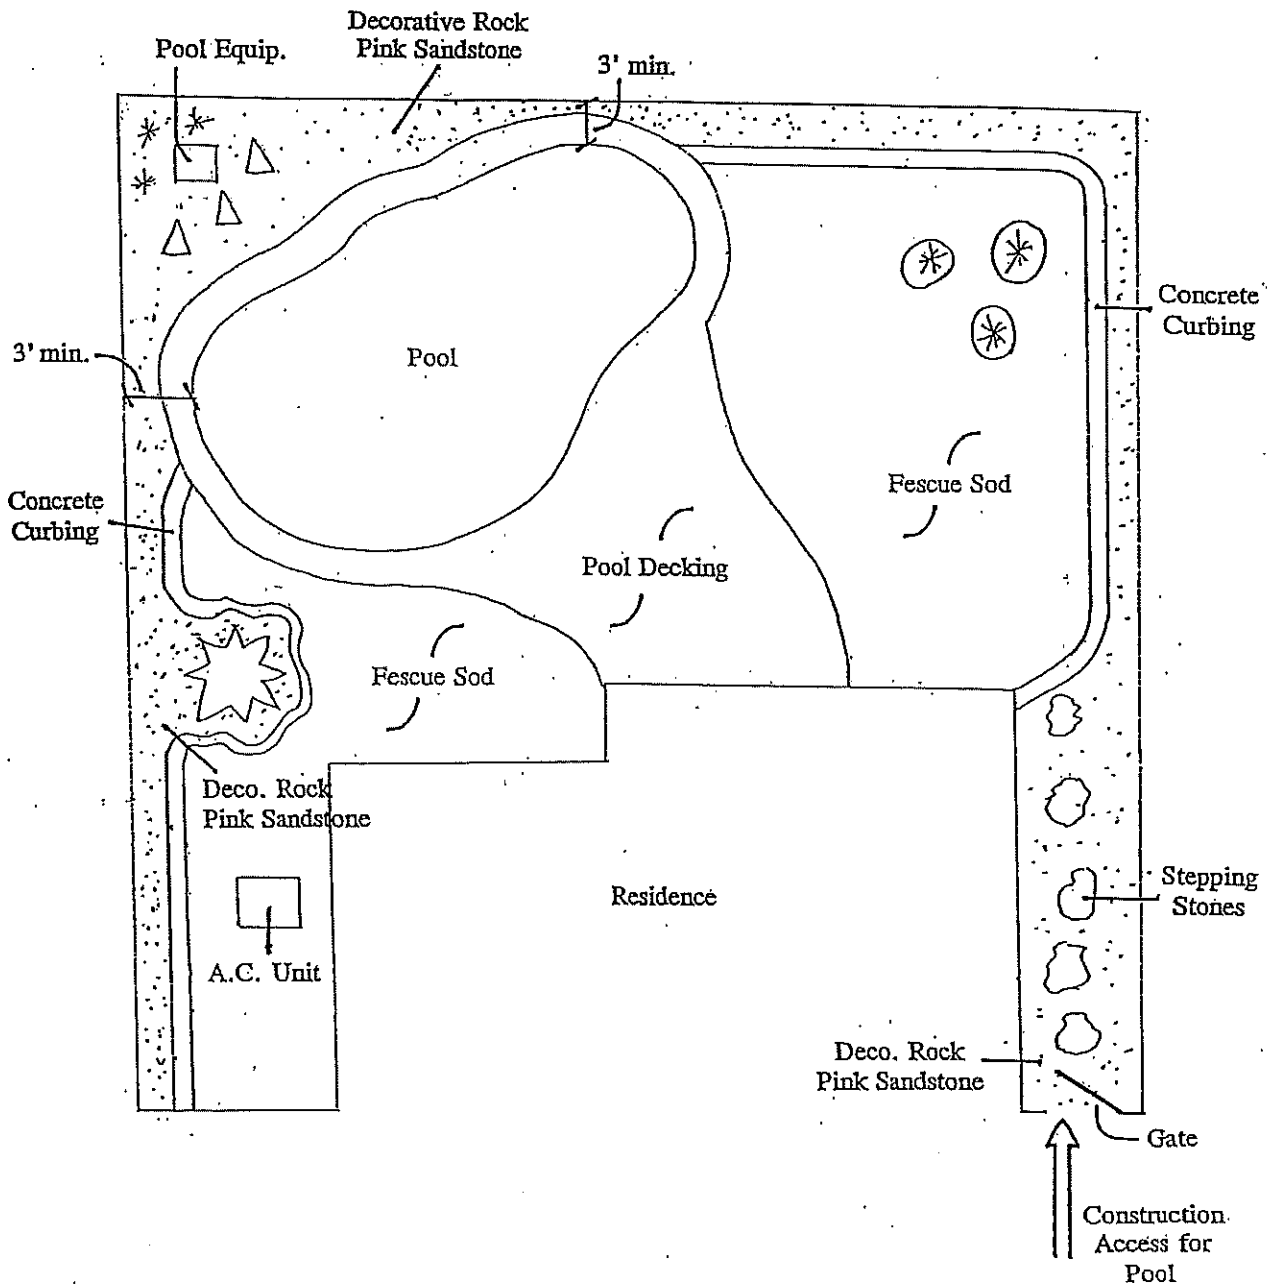 Decorative Rock
Pink Sandstone
Pool Equip.
3' min.
Concrete
Curbing
3' min.
Pool
Concrete
Curbing
Fescue Sod
Pool Decking
Fescue Sod
Deco. Rock
Pink Sandstone
Residence
Stepping
Stones
A.C. Unit
Deco. Rock
Pink Sandstone
Gate
Construction
Access for
Pool